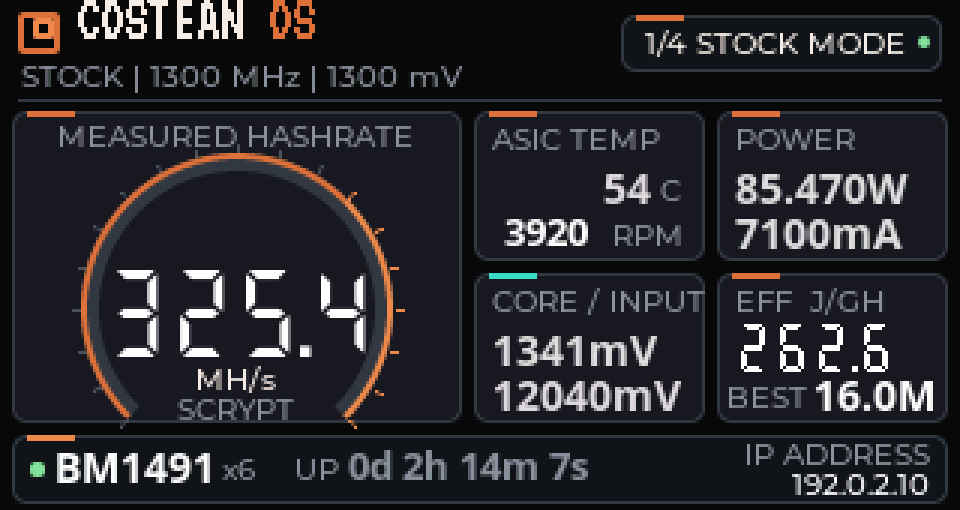 COSTEAN OS
1/4 STOCK MODE
STOCK | 1300 MHz | 1300 mV
MEASURED HASHRATE
325.4
MH/s
SCRYPT
ASIC TEMP
54 C
3920 RPM
POWER
85.470W
7100mA
CORE / INPUT
1341mV
12040mV
EFF J/GH
262.6
BEST 16.0M
BM1491 x6 UP 0d 2h 14m 7s
IP ADDRESS
192.0.2.10